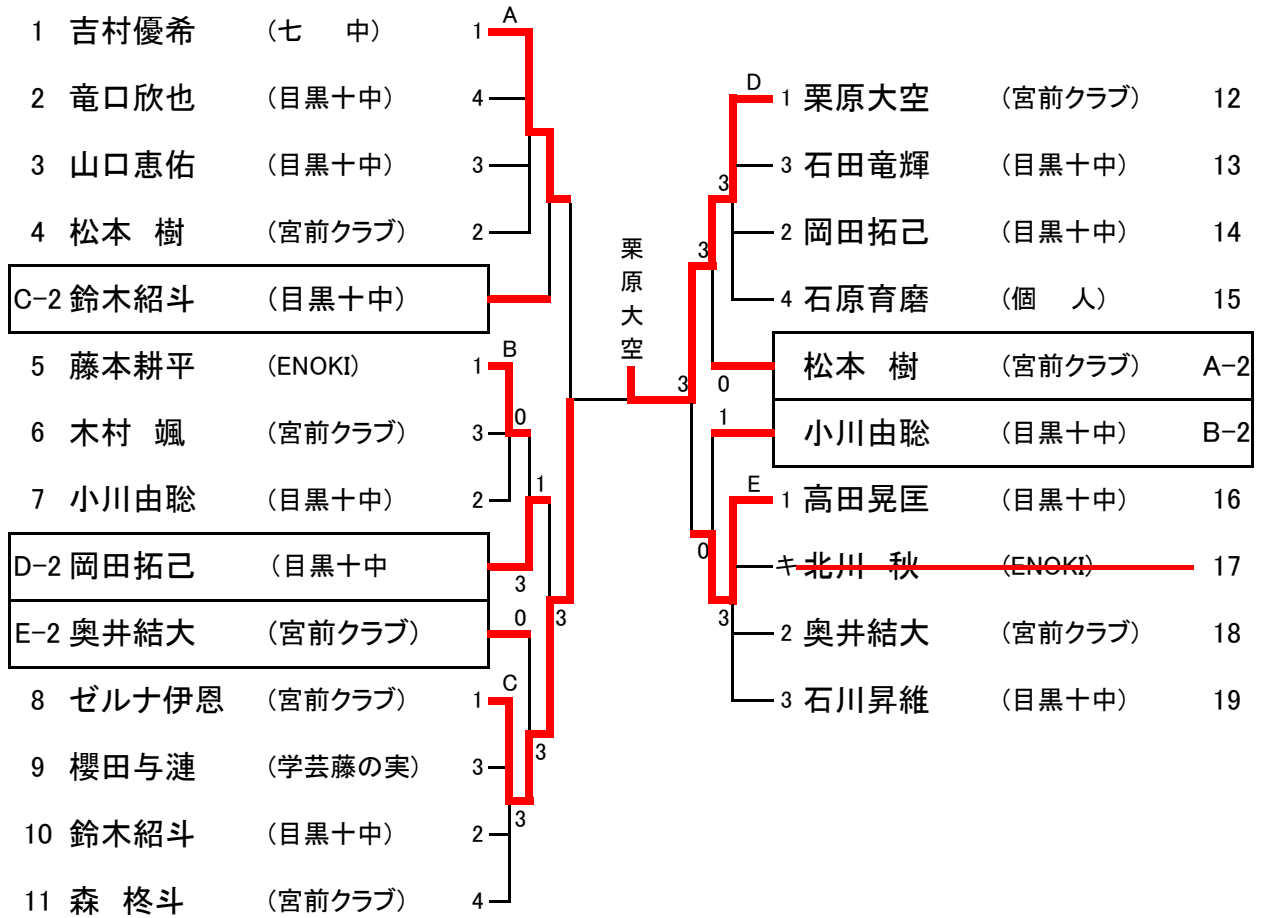 1 吉村優希 (七 中) 1 A
2 竜口欣也 (目黒十中) 4
3 山口恵佑 (目黒十中) 3
4 松本 樹 (宮前クラブ) 2
C-2 鈴木紹斗 (目黒十中)
5 藤本耕平 (ENOKI) 1 B
6 木村 颯 (宮前クラブ) 3 0
7 小川由聡 (目黒十中) 2 1
D-2 岡田拓己 (目黒十中 3
E-2 奥井結大 (宮前クラブ) 0 3
8 ゼルナ伊恩 (宮前クラブ) 1 C
3
9 櫻田与漣 (学芸藤の実) 3
3
10 鈴木紹斗 (目黒十中) 2
11 森 柊斗 (宮前クラブ) 4
栗原大空
D
1 栗原大空 (宮前クラブ) 12
3 石田竜輝 (目黒十中) 13
3
2 岡田拓己 (目黒十中) 14
3
4 石原育磨 (個 人) 15
松本 樹 (宮前クラブ) A-2
3 0
1 小川由聡 (目黒十中) B-2
E
1 高田晃匡 (目黒十中) 16
0
キ 北川 秋 (ENOKI) 17
3
2 奥井結大 (宮前クラブ) 18
3 石川昇維 (目黒十中) 19